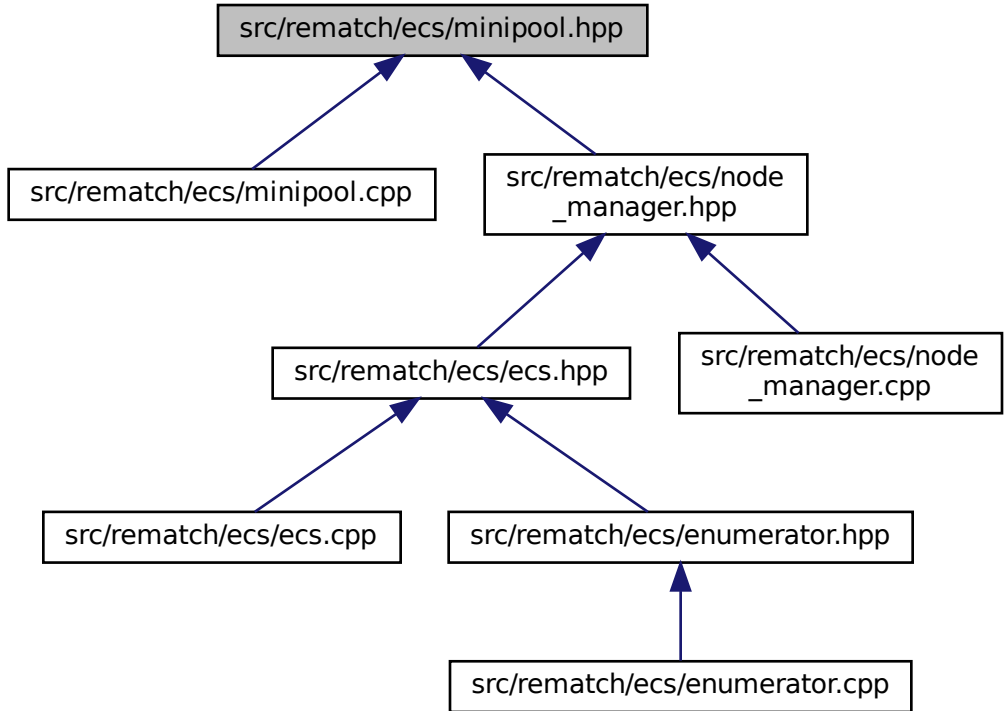 src/rematch/ecs/minipool.hpp
src/rematch/ecs/minipool.cpp
src/rematch/ecs/node
_manager.hpp
src/rematch/ecs/ecs.hpp
src/rematch/ecs/node
_manager.cpp
src/rematch/ecs/ecs.cpp
src/rematch/ecs/enumerator.hpp
src/rematch/ecs/enumerator.cpp